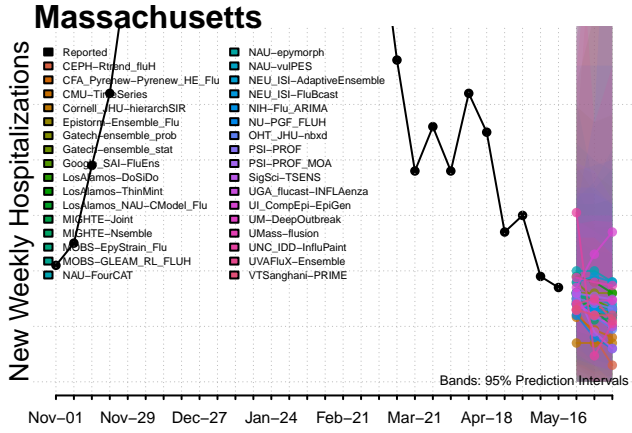 Massachusetts
New Weekly Hospitalizations
Reported
CEPH−Rtrend_fluH
CFA_Pyrenew−Pyrenew_HE_Flu
CMU−TimeSeries
Cornell_JHU−hierarchSIR
Epistorm−Ensemble_Flu
Gatech−ensemble_prob
Gatech−ensemble_stat
Google_SAI−FluEns
LosAlamos−DoSiDo
LosAlamos−ThinMint
LosAlamos_NAU−CModel_Flu
MIGHTE−Joint
MIGHTE−Nsemble
MOBS−EpyStrain_Flu
MOBS−GLEAM_RL_FLUH
NAU−FourCAT
NAU−epymorph
NAU−vulPES
NEU_ISI−AdaptiveEnsemble
NEU_ISI−FluBcast
NIH−Flu_ARIMA
NU−PGF_FLUH
OHT_JHU−nbxd
PSI−PROF
PSI−PROF_MOA
SigSci−TSENS
UGA_flucast−INFLAenza
UI_CompEpi−EpiGen
UM−DeepOutbreak
UMass−flusion
UNC_IDD−InfluPaint
UVAFluX−Ensemble
VTSanghani−PRIME
Bands: 95% Prediction Intervals
Nov−01 Nov−29 Dec−27 Jan−24 Feb−21 Mar−21 Apr−18 May−16